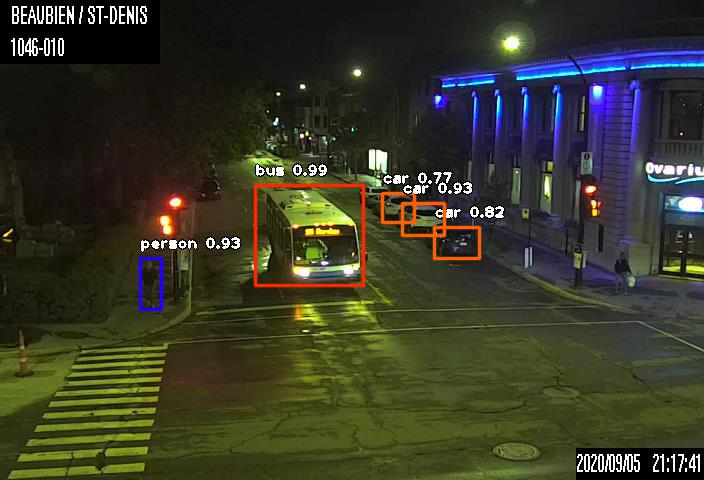 BEAUBIEN / ST-DENIS
1046-010
bus 0.99
car 0.77
car 0.93
car 0.82
person 0.93
Ovarium
2020/09/05 21:17:41